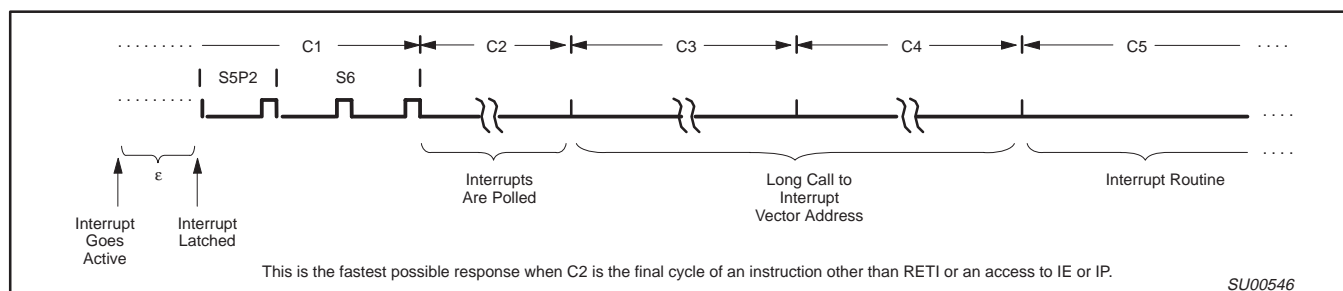 C1 C2 C3 C4 C5
S5P2 S6
ε
Interrupt
Goes
Active
Interrupt
Latched
Interrupts
Are Polled
Long Call to
Interrupt
Vector Address
Interrupt Routine
This is the fastest possible response when C2 is the final cycle of an instruction other than RETI or an access to IE or IP.
SU00546